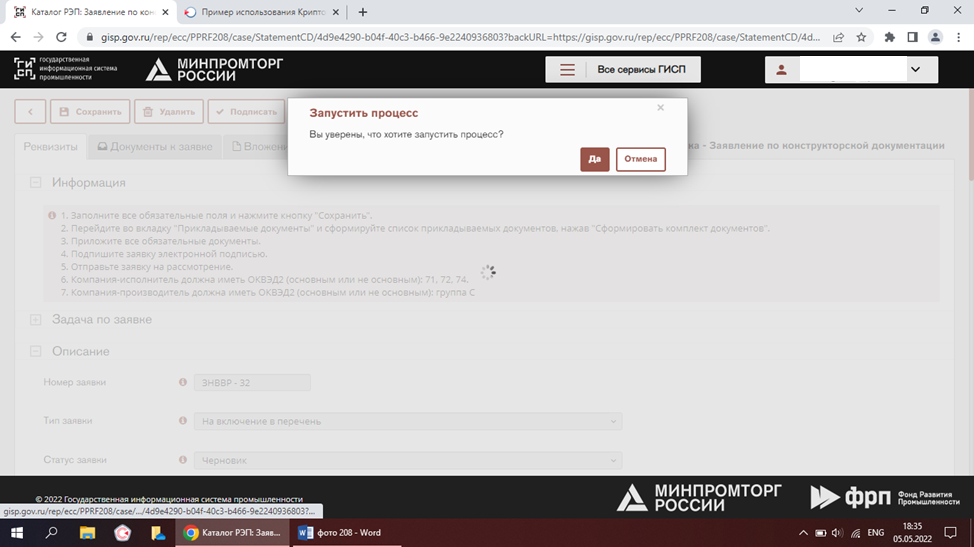 Каталог РЭП: Заявление по кон
Пример использования Крипто
gisp.gov.ru/rep/ecc/PPRF208/case/StatementCD/4d9e4290-b04f-40c3-b466-9e2240936803?backURL=https://gisp.gov.ru/rep/ecc/PPRF208/case/StatementCD/4d...
государственная
информационная система
промышленности
МИНПРОМТОРГ
РОССИИ
Все сервисы ГИСП
Сохранить
Удалить
Подписать
Запустить процесс
Вы уверены, что хотите запустить процесс?
Да
Отмена
Реквизиты
Документы к заявке
Вложени
ка - Заявление по конструкторской документации
Информация
1. Заполните все обязательные поля и нажмите кнопку "Сохранить".
2. Перейдите во вкладку "Прикладываемые документы" и сформируйте список прикладываемых документов, нажав "Сформировать комплект документов".
3. Приложите все обязательные документы.
4. Подпишите заявку электронной подписью.
5. Отправьте заявку на рассмотрение.
6. Компания-исполнитель должна иметь ОКВЭД2 (основным или не основным): 71, 72, 74.
7. Компания-производитель должна иметь ОКВЭД2 (основным или не основным): группа С
Задача по заявке
Описание
Номер заявки
ЗНВВР - 32
Тип заявки
На включение в перечень
Статус заявки
Черновик
© 2022 Государственная информационная система промышленности
МИНПРОМТОРГ
РОССИИ
фрп
Фонд Развития
Промышленности
gisp.gov.ru/rep/ecc/PPRF208/case/.../4d9e4290-b04f-40c3-b466-9e2240936803?...
Каталог РЭП: Заяв...
фото 208 - Word
ENG
18:35
05.05.2022